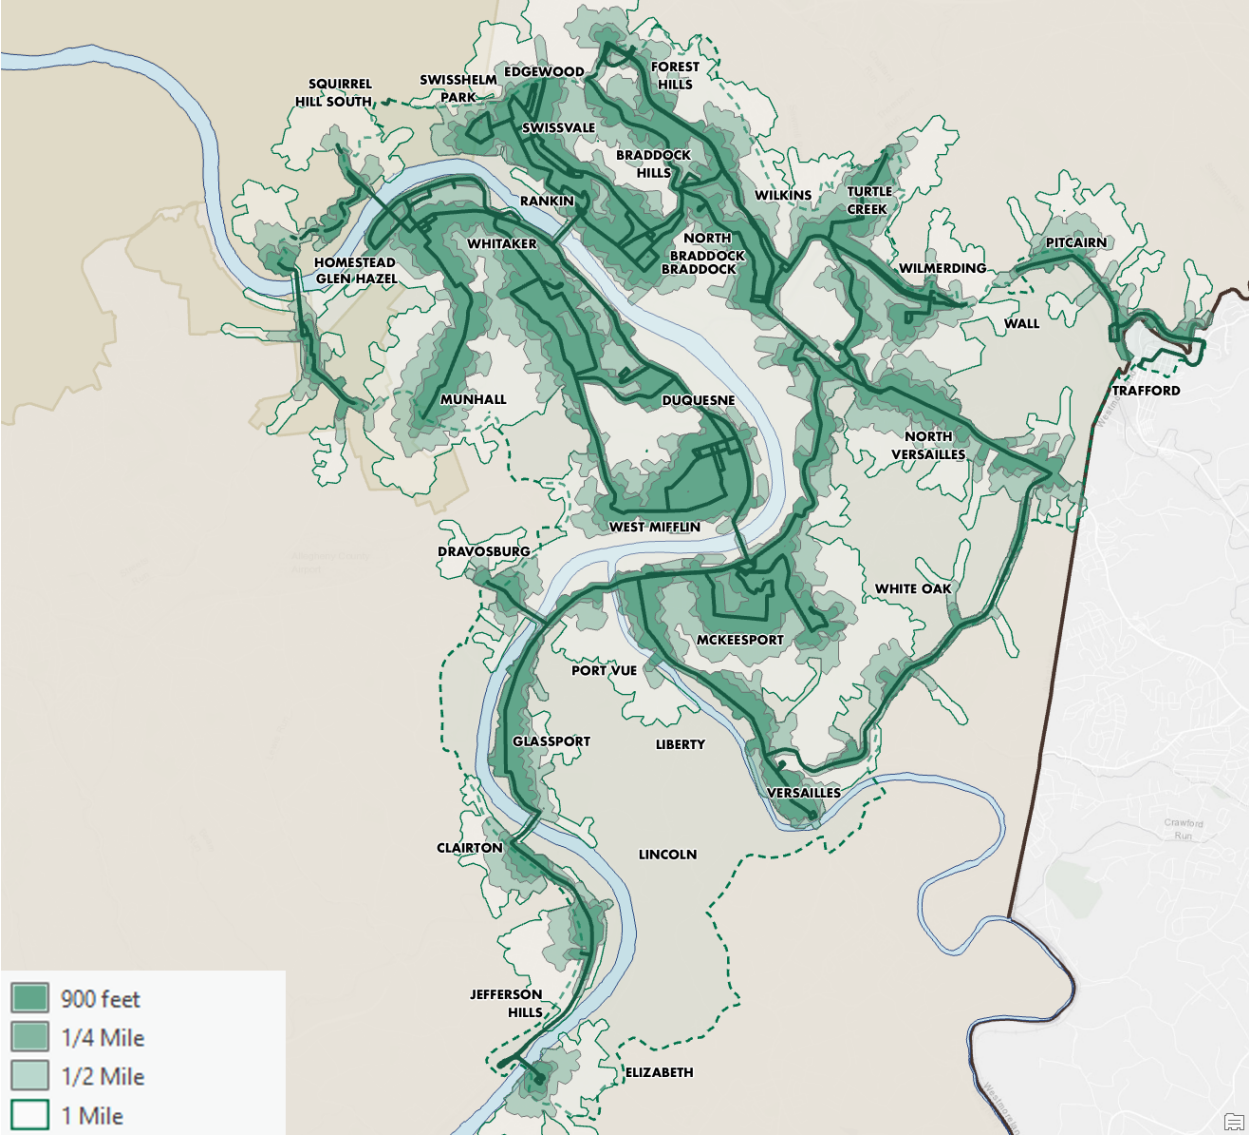 SQUIRREL
HILL SOUTH
SWISSHELM
PARK
EDGEWOOD
FOREST
HILLS
SWISSVALE
BRADDOCK
HILLS
WILKINS
TURTLE
CREEK
RANKIN
WHITAKER
NORTH
BRADDOCK
BRADDOCK
PITCAIRN
HOMESTEAD
GLEN HAZEL
WILMERDING
WALL
MUNHALL
DUQUESNE
TRAFFORD
NORTH
VERSAILLES
WEST MIFFLIN
DRAVOSBURG
WHITE OAK
MCKEESPORT
PORT VUE
GLASSPORT
LIBERTY
VERSAILLES
Crawford
Run
CLAIRTON
LINCOLN
JEFFERSON
HILLS
ELIZABETH
900 feet
1/4 Mile
1/2 Mile
1 Mile